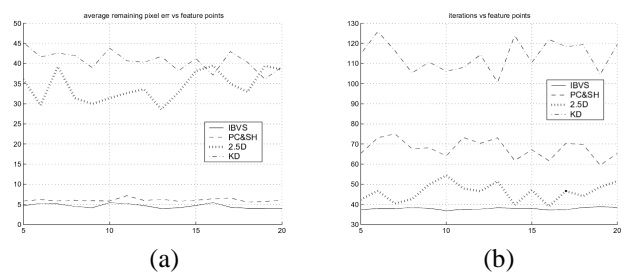 average remaining pixel err vs feature points
50
45
40
35
30
25
20
15
10
5
0
5
10
15
20
IBVS
PC&SH
2.5D
KD
(a)
iterations vs feature points
130
120
110
100
90
80
70
60
50
40
30
5
10
15
20
IBVS
PC&SH
2.5D
KD
(b)